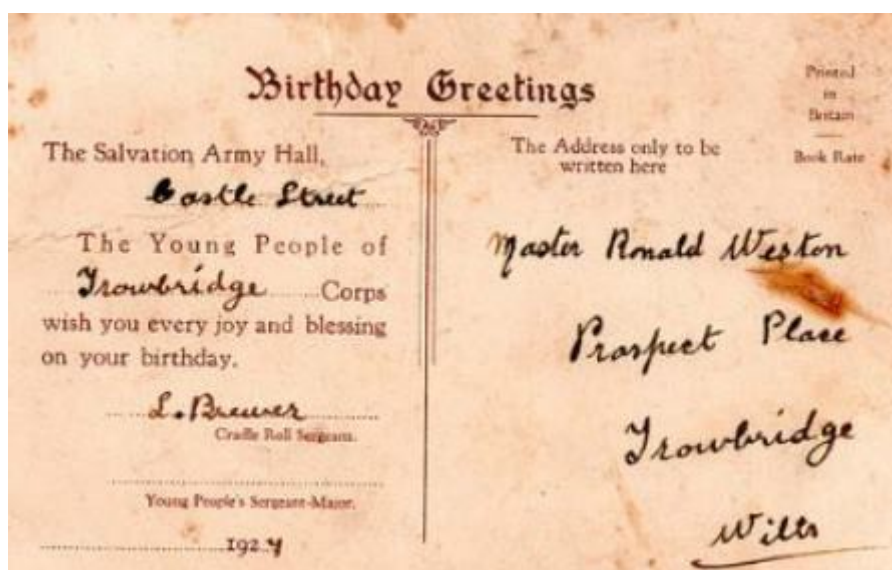 Birthday Greetings
The Salvation Army Hall,
Castle Street
The Young People of
Trowbridge Corps
wish you every joy and blessing
on your birthday.
L. Brewer
Cradle Roll Sergeant.
Young People's Sergeant-Major.
1924
The Address only to be
written here
Printed
in
Britain
Book Rate
Master Ronald Weston
Prospect Place
Trowbridge
Wilts